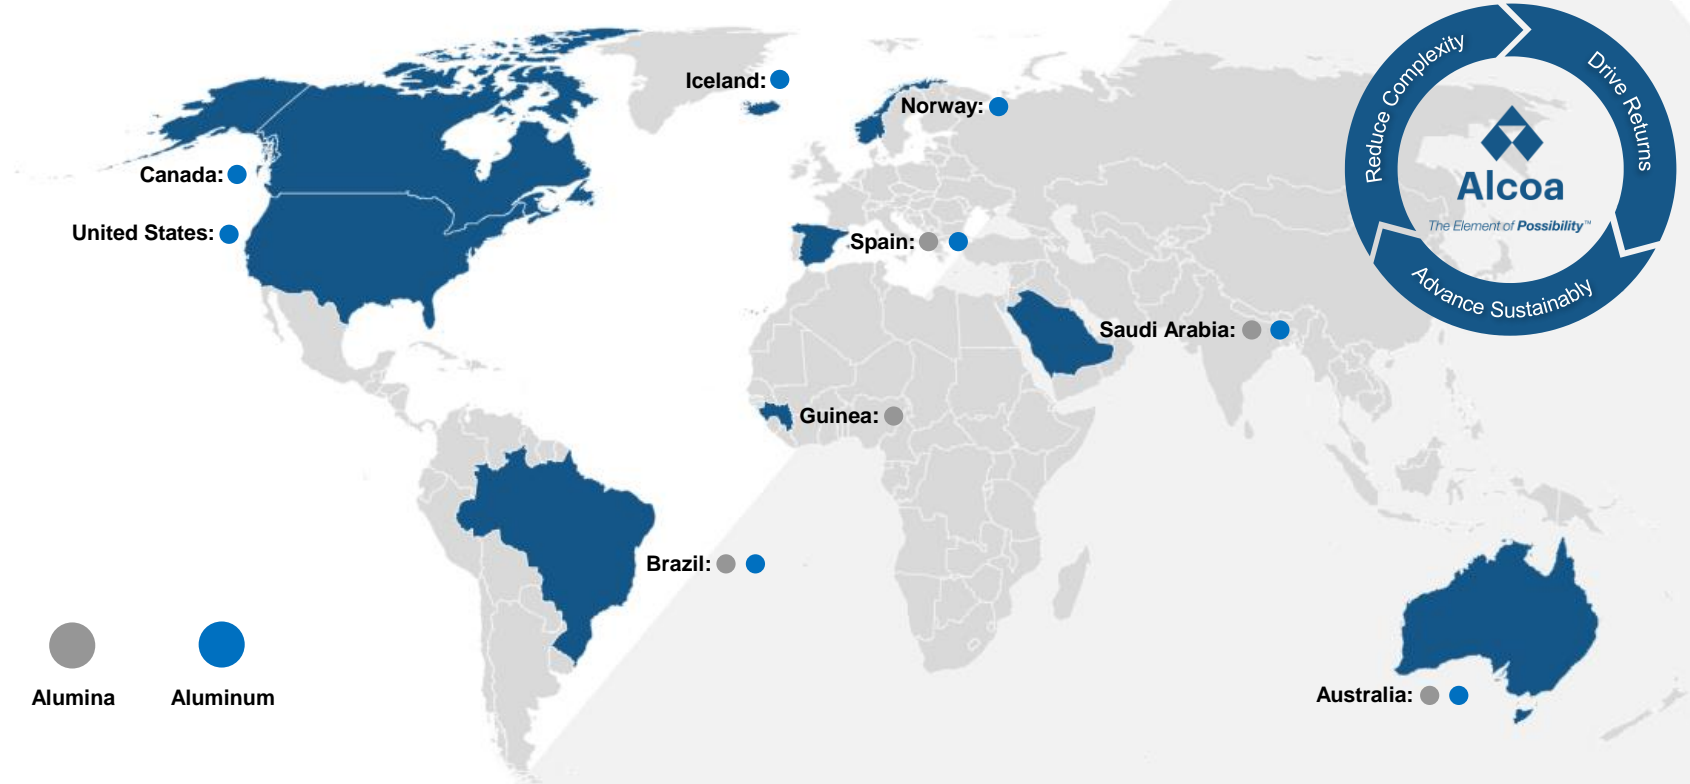 Iceland:
Norway:
Canada:
United States:
Spain:
Saudi Arabia:
Guinea:
Brazil:
Australia:
Alumina
Aluminum
Reduce Complexity
Drive Returns
Advance Sustainably
Alcoa
The Element of Possibility™